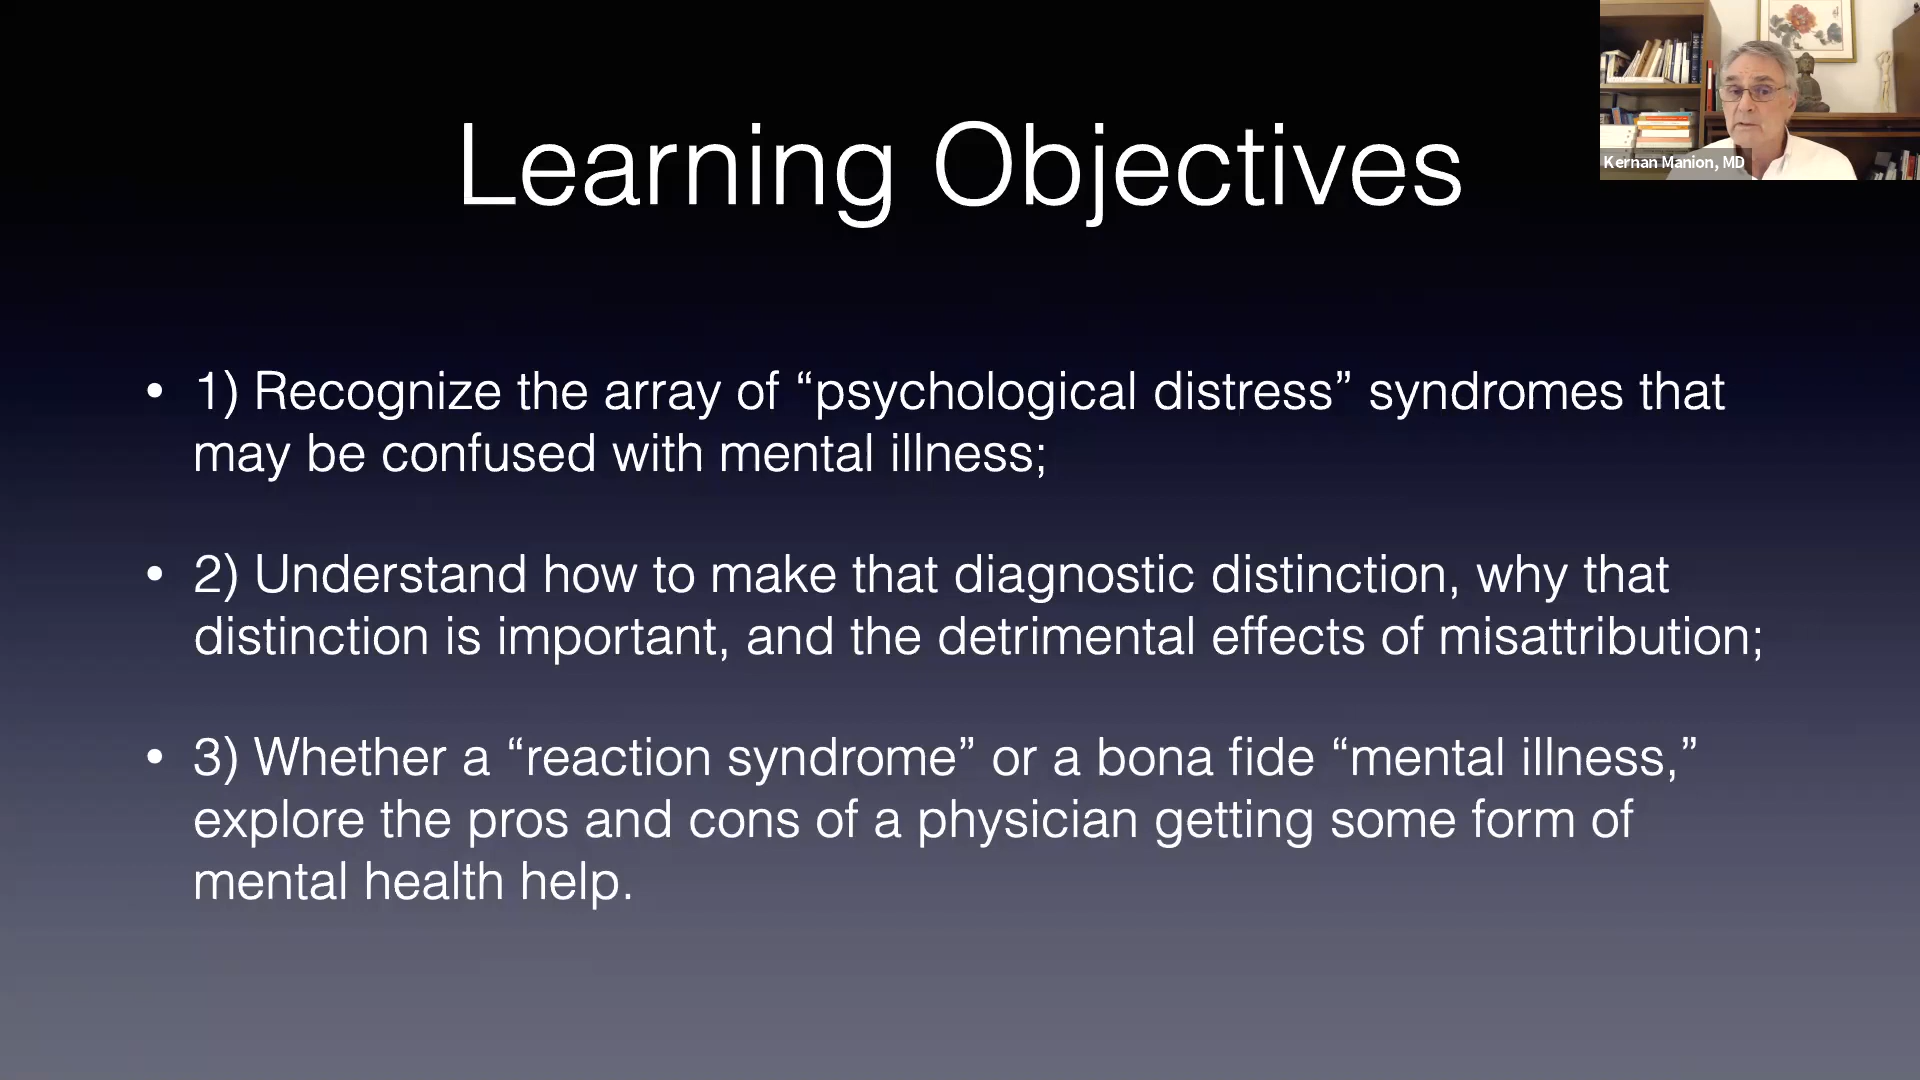 Learning Objectives
Kernan Manion, MD
• 1) Recognize the array of “psychological distress” syndromes that
may be confused with mental illness;
• 2) Understand how to make that diagnostic distinction, why that
distinction is important, and the detrimental effects of misattribution;
• 3) Whether a “reaction syndrome” or a bona fide “mental illness,”
explore the pros and cons of a physician getting some form of
mental health help.